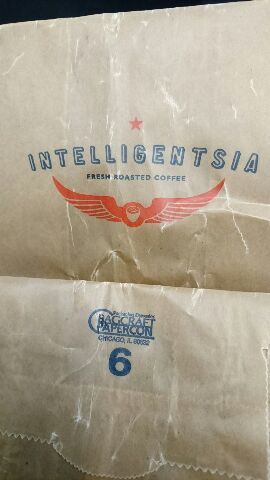 INTELLIGENTSIA
FRESH ROASTED COFFEE
BAGCRAFT
PAPERCON
CHICAGO, IL 60632
6